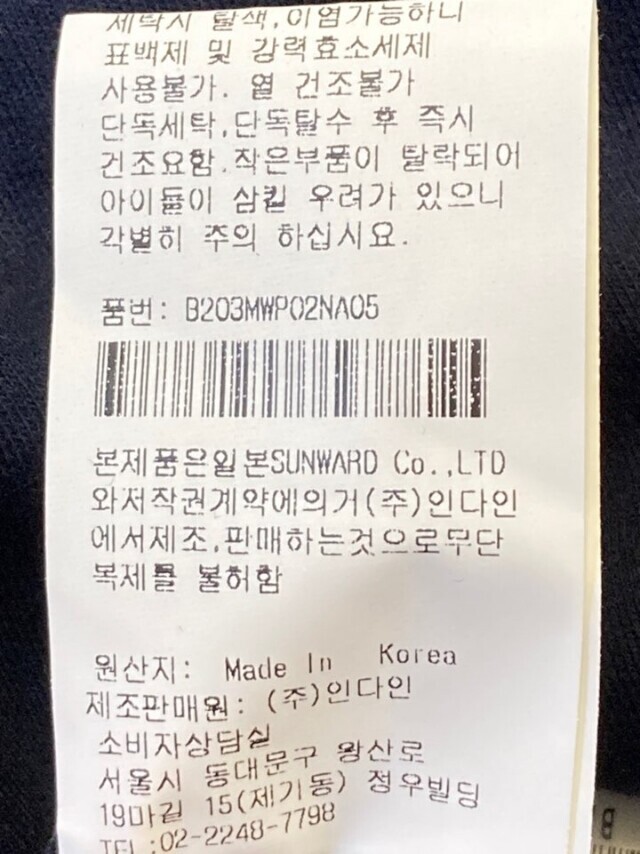 세탁시 탈색,이염가능하니
표백제 및 강력효소세제
사용불가. 열 건조불가
단독세탁,단독탈수 후 즉시
건조요함.작은부품이 탈락되어
아이들이 삼킬 우려가 있으니
각별히 주의 하십시요.
품번: B203MWP02NA05
본제품은일본SUNWARD Co.,LTD
와저작권계약에의거(주)인다인
에서제조,판매하는것으로무단
복제를 불허함
원산지: Made In Korea
제조판매원: (주)인다인
소비자상담실
서울시 동대문구 왕산로
19마길 15(제기동) 정우빌딩
TEL:02-2248-7798
B